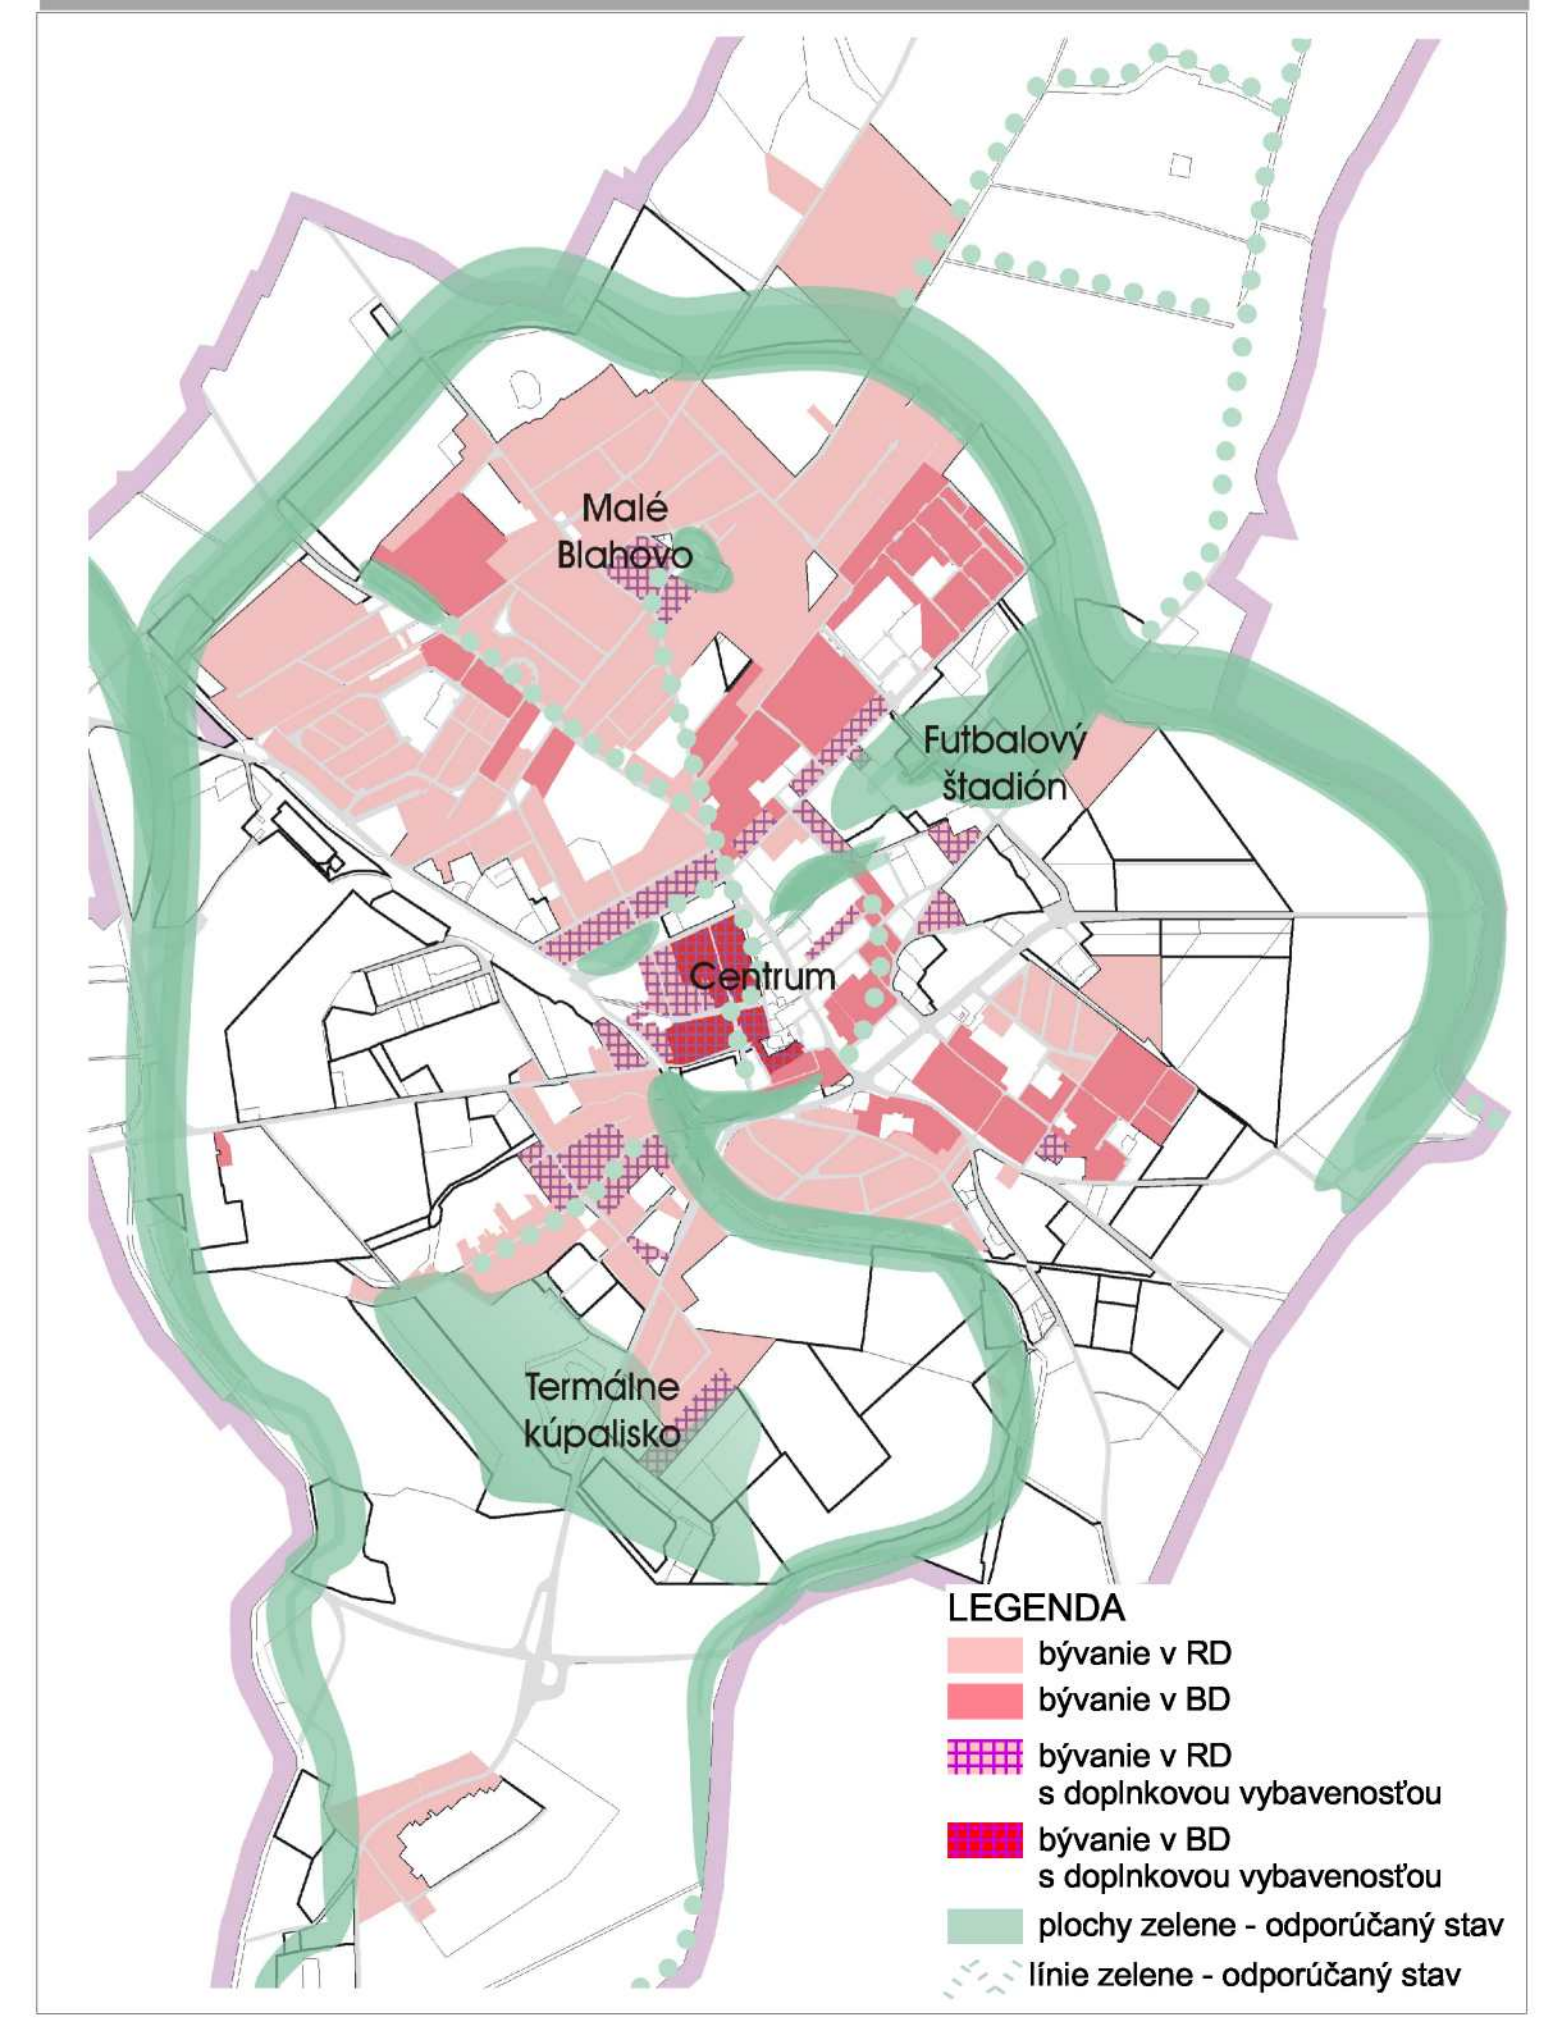 Malé
Blahovo
Futbalový
štadión
Centrum
Termálne
kúpalisko
LEGENDA
bývanie v RD
bývanie v BD
bývanie v RD
s doplnkovou vybavenosťou
bývanie v BD
s doplnkovou vybavenosťou
plochy zelene - odporúčaný stav
línie zelene - odporúčaný stav